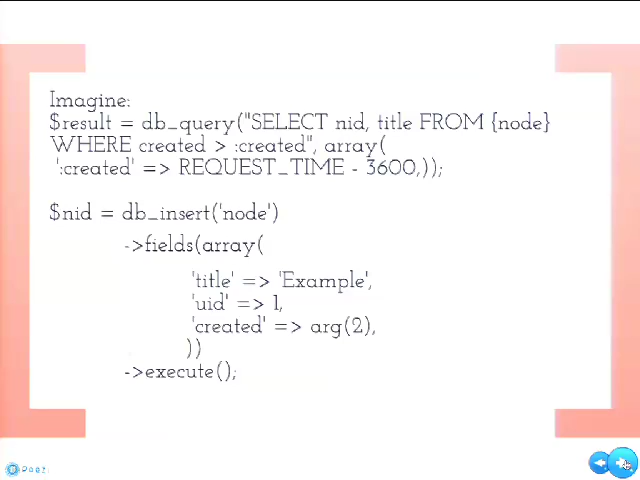 Imagine:
$result = db_query("SELECT nid, title FROM {node}
WHERE created > :created", array(
':created' => REQUEST_TIME - 3600,));
$nid = db_insert('node')
->fields(array(
'title' => 'Example',
'uid' => 1,
'created' => arg(2),
))
->execute();